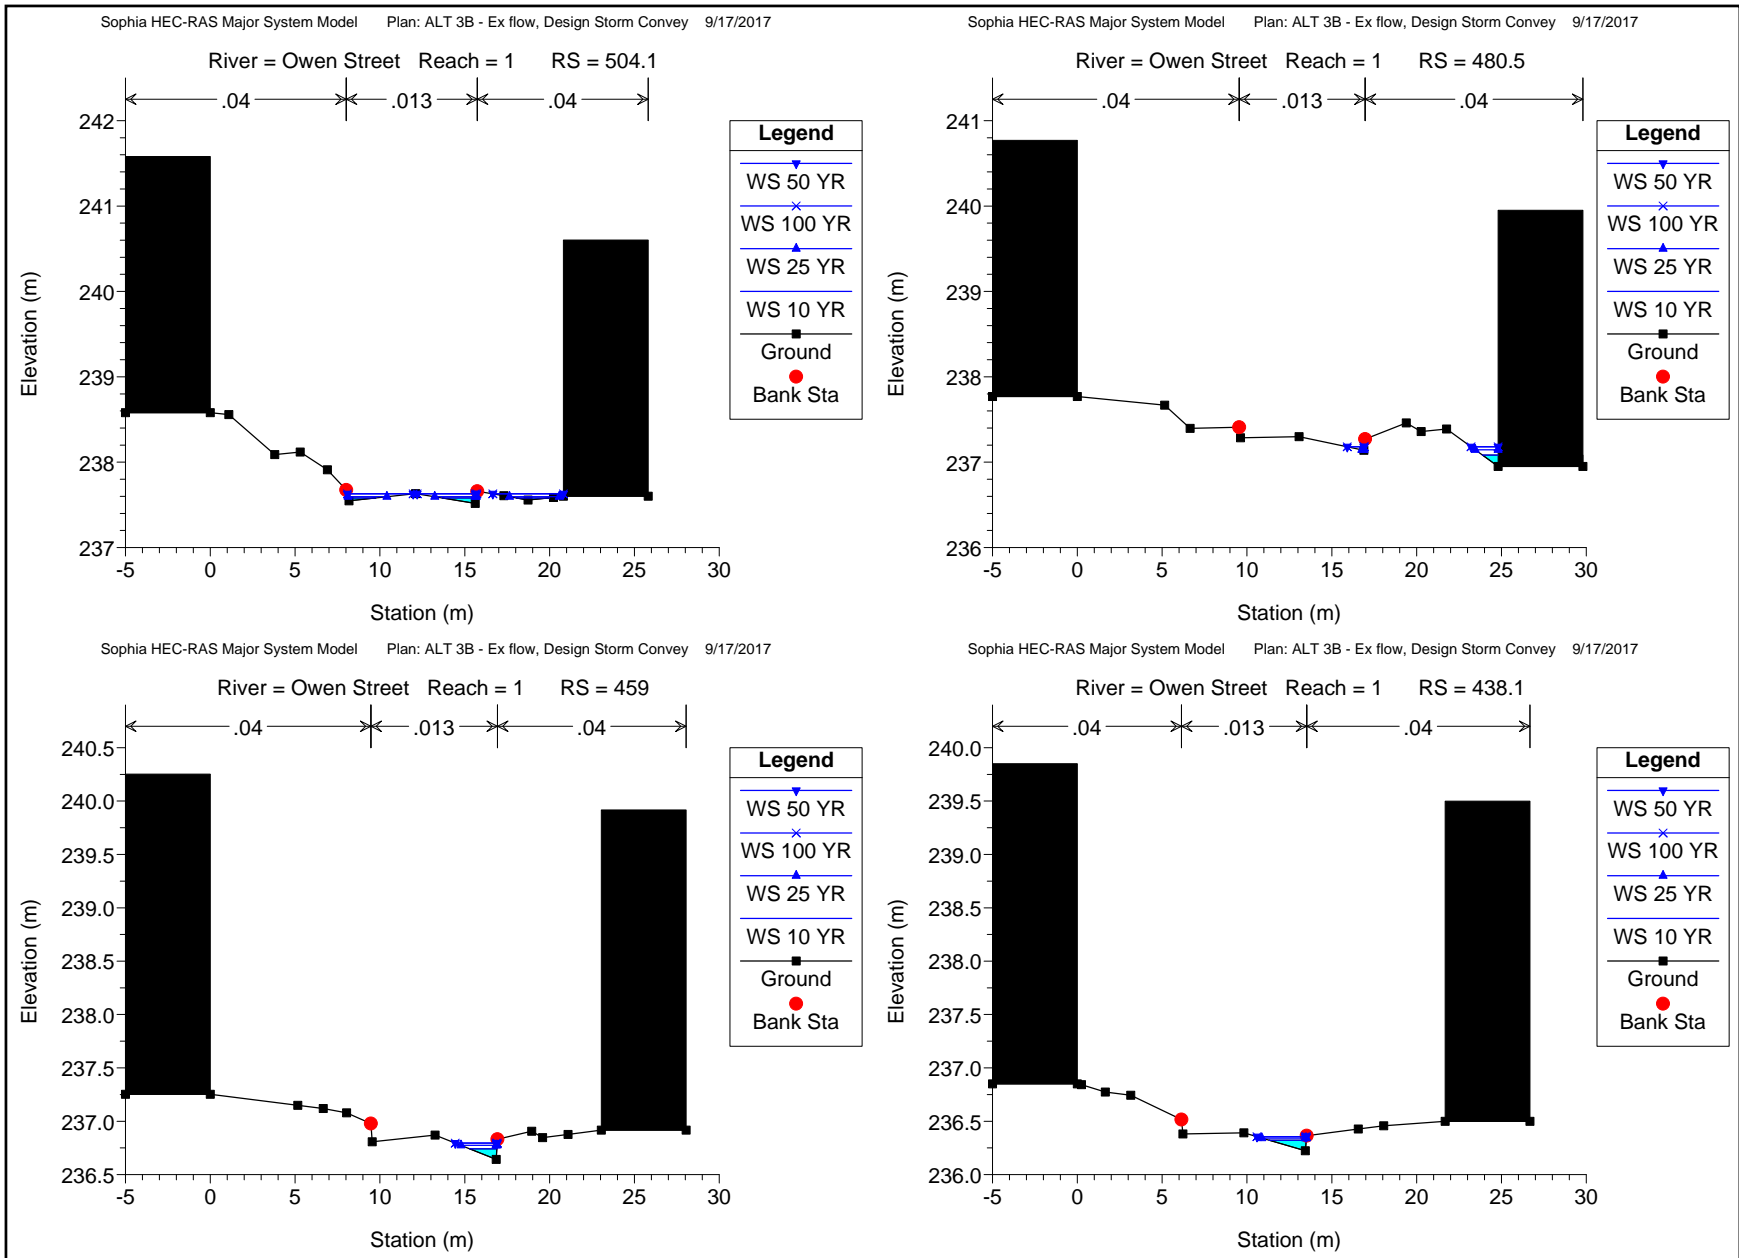 Sophia HEC-RAS Major System Model Plan: ALT 3B - Ex flow, Design Storm Convey 9/17/2017
River = Owen Street Reach = 1 RS = 504.1
.04 .013 .04
242
241
240
239
238
237
Elevation (m)
-5 0 5 10 15 20 25 30
Station (m)
Legend
WS 50 YR
WS 100 YR
WS 25 YR
WS 10 YR
Ground
Bank Sta
Sophia HEC-RAS Major System Model Plan: ALT 3B - Ex flow, Design Storm Convey 9/17/2017
River = Owen Street Reach = 1 RS = 480.5
.04 .013 .04
241
240
239
238
237
236
Elevation (m)
-5 0 5 10 15 20 25 30
Station (m)
Legend
WS 50 YR
WS 100 YR
WS 25 YR
WS 10 YR
Ground
Bank Sta
Sophia HEC-RAS Major System Model Plan: ALT 3B - Ex flow, Design Storm Convey 9/17/2017
River = Owen Street Reach = 1 RS = 459
.04 .013 .04
240.5
240.0
239.5
239.0
238.5
238.0
237.5
237.0
236.5
Elevation (m)
-5 0 5 10 15 20 25 30
Station (m)
Legend
WS 50 YR
WS 100 YR
WS 25 YR
WS 10 YR
Ground
Bank Sta
Sophia HEC-RAS Major System Model Plan: ALT 3B - Ex flow, Design Storm Convey 9/17/2017
River = Owen Street Reach = 1 RS = 438.1
.04 .013 .04
240.0
239.5
239.0
238.5
238.0
237.5
237.0
236.5
236.0
Elevation (m)
-5 0 5 10 15 20 25 30
Station (m)
Legend
WS 50 YR
WS 100 YR
WS 25 YR
WS 10 YR
Ground
Bank Sta